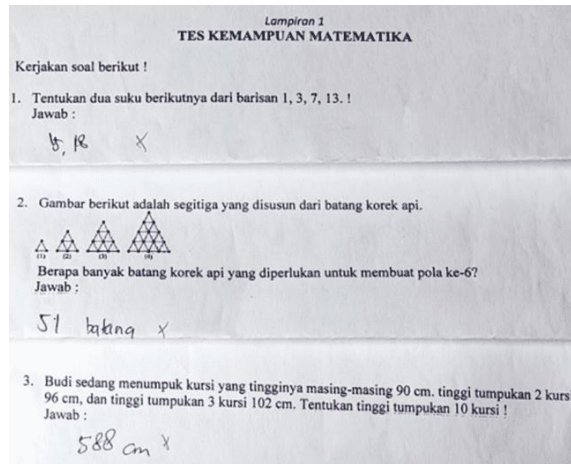 Lampiran 1
TES KEMAMPUAN MATEMATIKA
Kerjakan soal berikut !
1. Tentukan dua suku berikutnya dari barisan 1, 3, 7, 13. !
Jawab :
15, 18 ×
2. Gambar berikut adalah segitiga yang disusun dari batang korek api.
(1) (2) (3) (4)
Berapa banyak batang korek api yang diperlukan untuk membuat pola ke-6?
Jawab :
51 batang ×
3. Budi sedang menumpuk kursi yang tingginya masing-masing 90 cm. tinggi tumpukan 2 kurs
96 cm, dan tinggi tumpukan 3 kursi 102 cm. Tentukan tinggi tumpukan 10 kursi !
Jawab :
588 cm ×